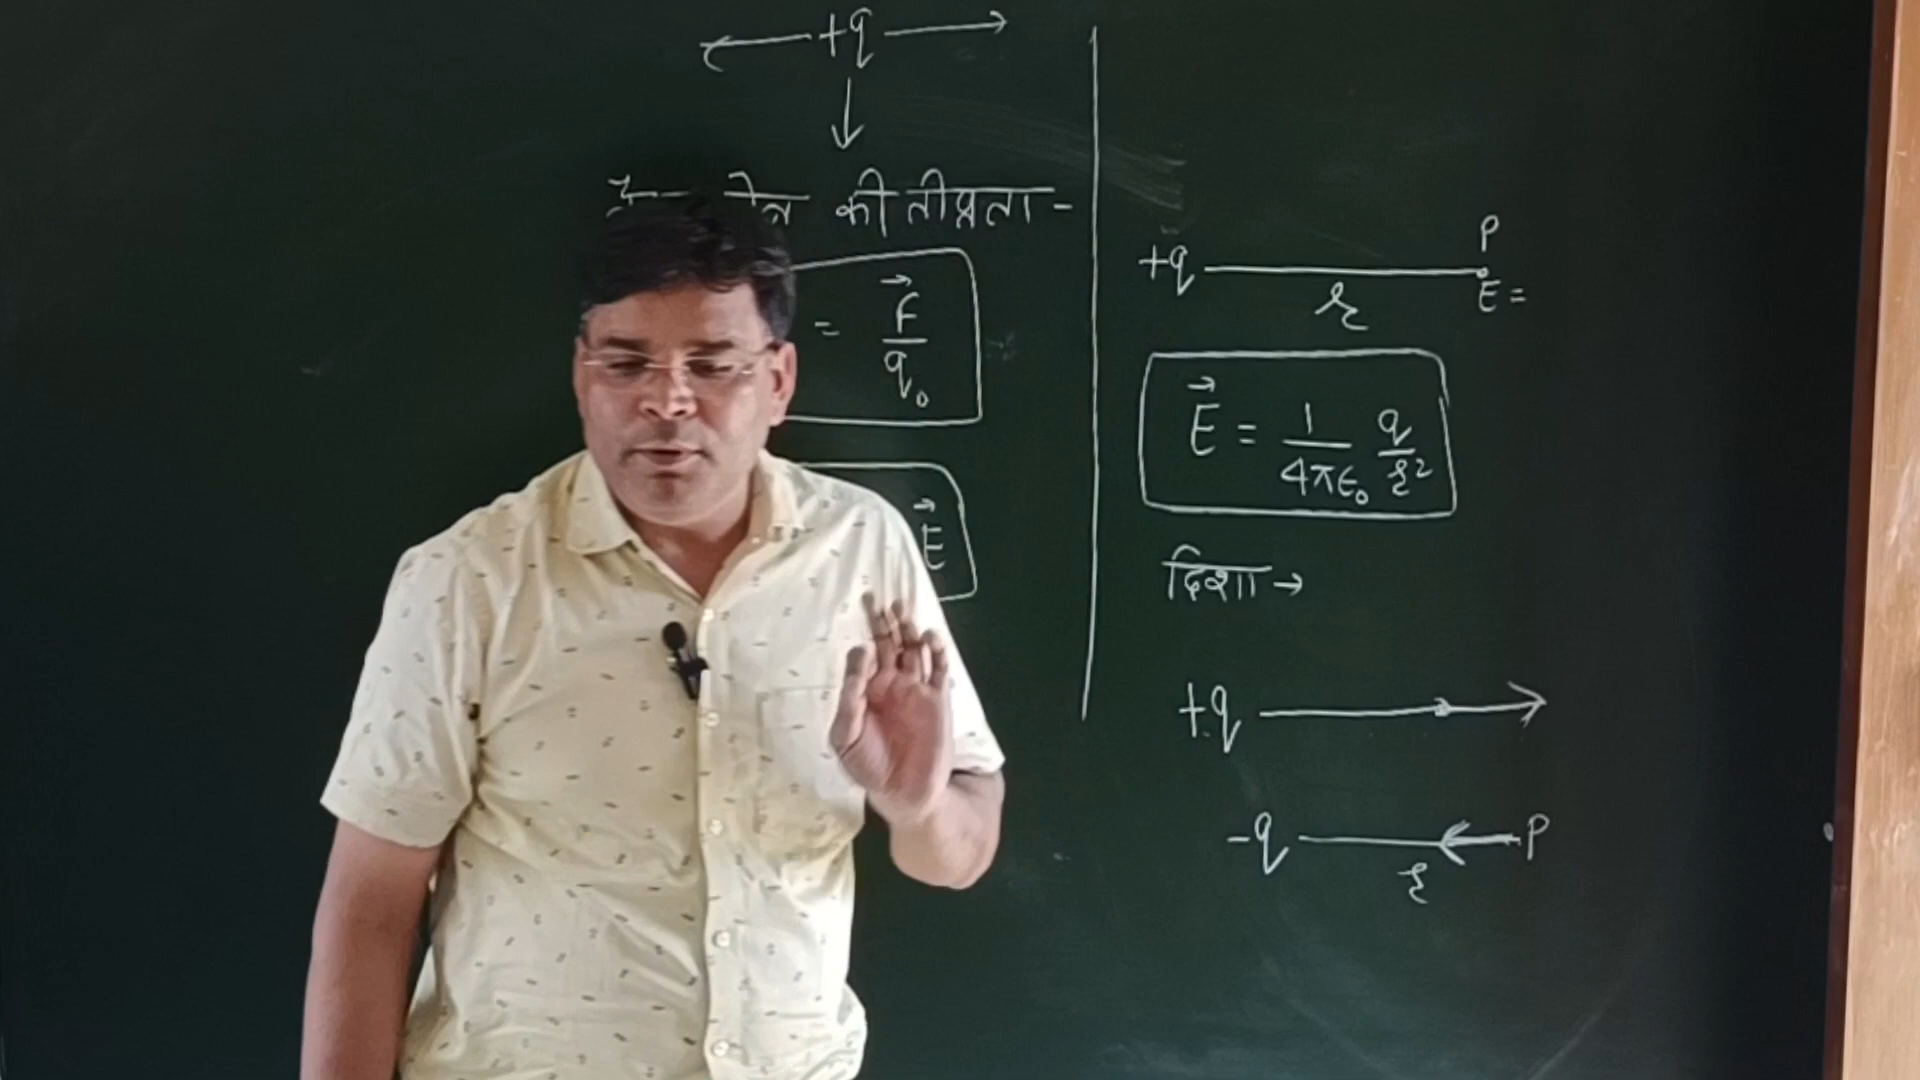 +q
की तीव्रता -
= F⃗ / q₀
E⃗
+q r P
E =
E⃗ = 1/4πϵ₀ q/r²
दिशा →
+q
-q r P